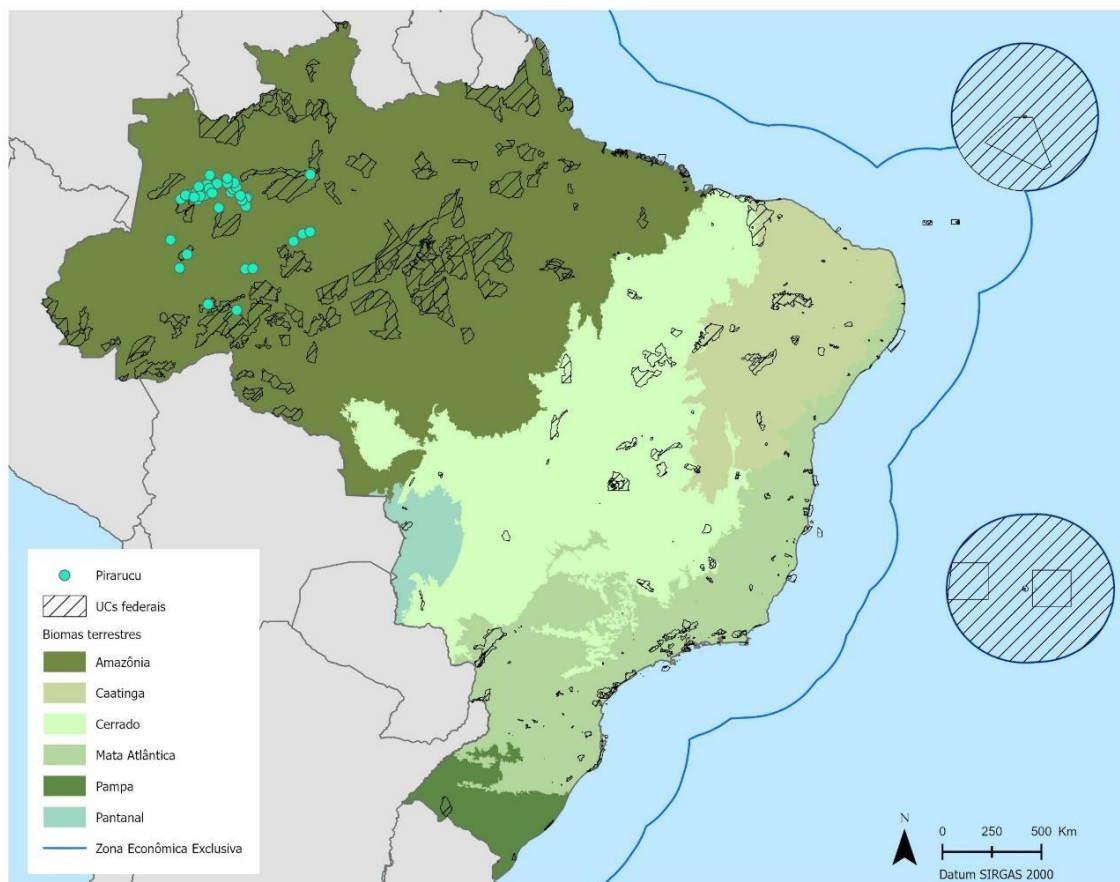 Pirarucu
UCs federais
Biomas terrestres
Amazônia
Caatinga
Cerrado
Mata Atlântica
Pampa
Pantanal
Zona Econômica Exclusiva
N
0 250 500 Km
Datum SIRGAS 2000